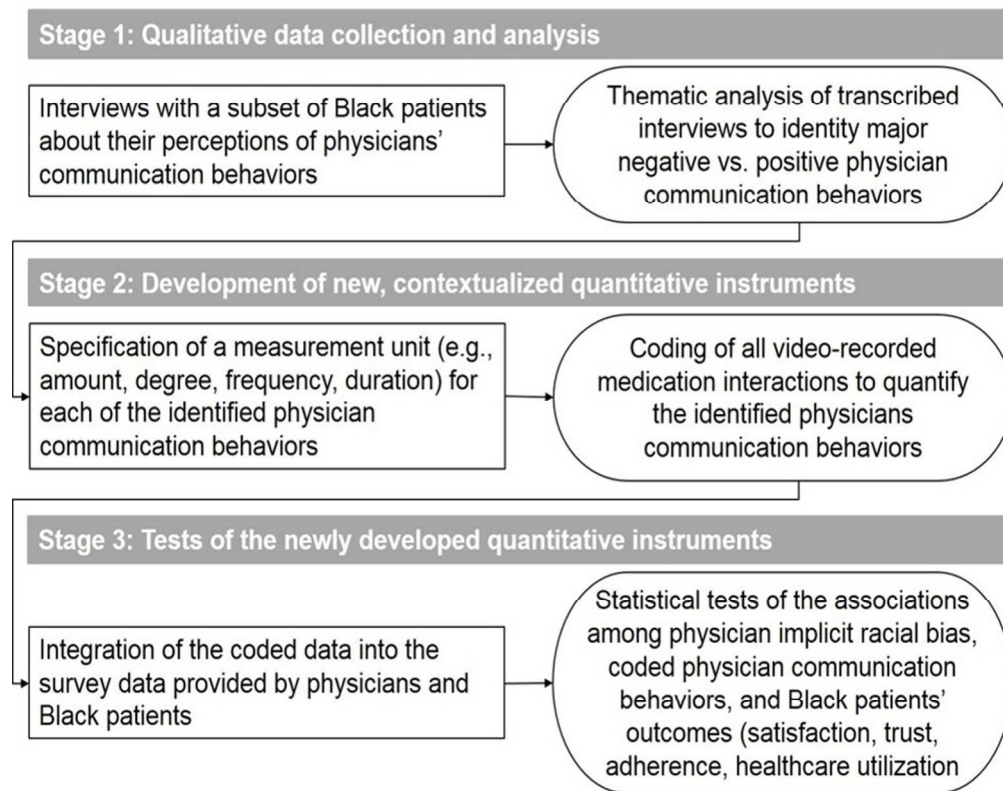 Stage 1: Qualitative data collection and analysis
Interviews with a subset of Black patients
about their perceptions of physicians’
communication behaviors
Thematic analysis of transcribed
interviews to identity major
negative vs. positive physician
communication behaviors
Stage 2: Development of new, contextualized quantitative instruments
Specification of a measurement unit (e.g.,
amount, degree, frequency, duration) for
each of the identified physician
communication behaviors
Coding of all video-recorded
medication interactions to quantify
the identified physicians
communication behaviors
Stage 3: Tests of the newly developed quantitative instruments
Integration of the coded data into the
survey data provided by physicians and
Black patients
Statistical tests of the associations
among physician implicit racial bias,
coded physician communication
behaviors, and Black patients’
outcomes (satisfaction, trust,
adherence, healthcare utilization